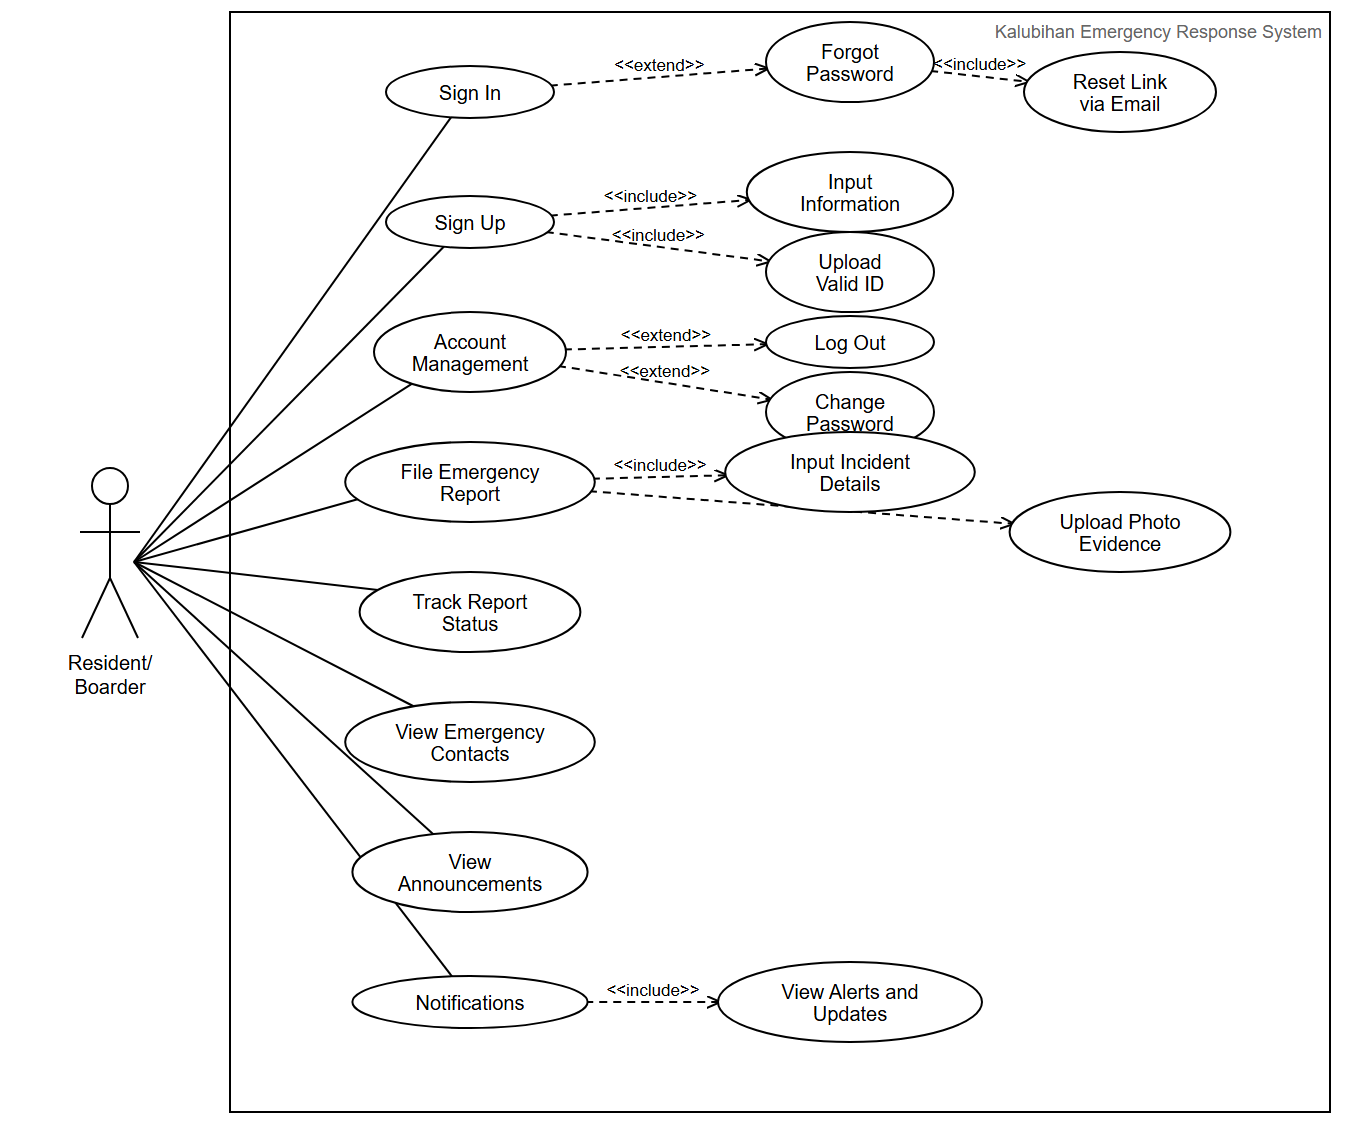 Kalubihan Emergency Response System
Sign In
<<extend>>
Forgot
Password
<<include>>
Reset Link
via Email
Sign Up
<<include>>
Input
Information
<<include>>
Upload
Valid ID
Account
Management
<<extend>>
Log Out
<<extend>>
Change
Password
File Emergency
Report
<<include>>
Input Incident
Details
Upload Photo
Evidence
Track Report
Status
Resident/
Boarder
View Emergency
Contacts
View
Announcements
Notifications
<<include>>
View Alerts and
Updates